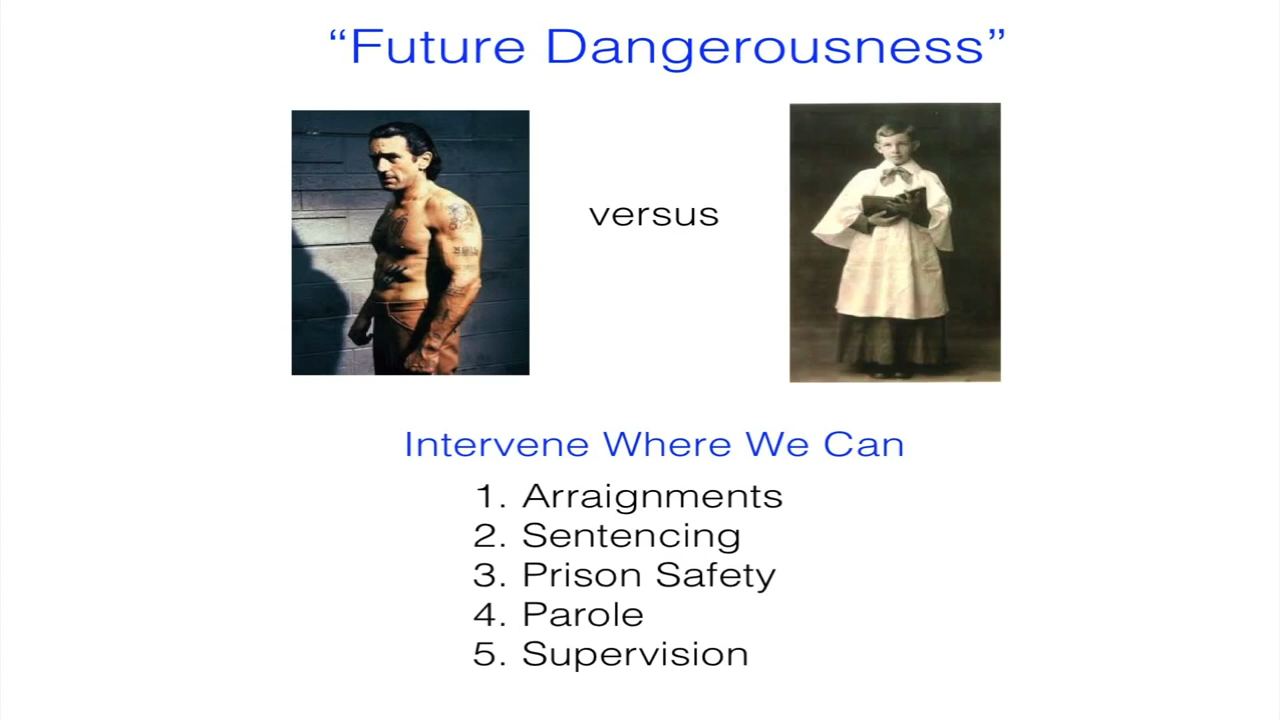 “Future Dangerousness”
versus
Intervene Where We Can
1. Arraignments
2. Sentencing
3. Prison Safety
4. Parole
5. Supervision